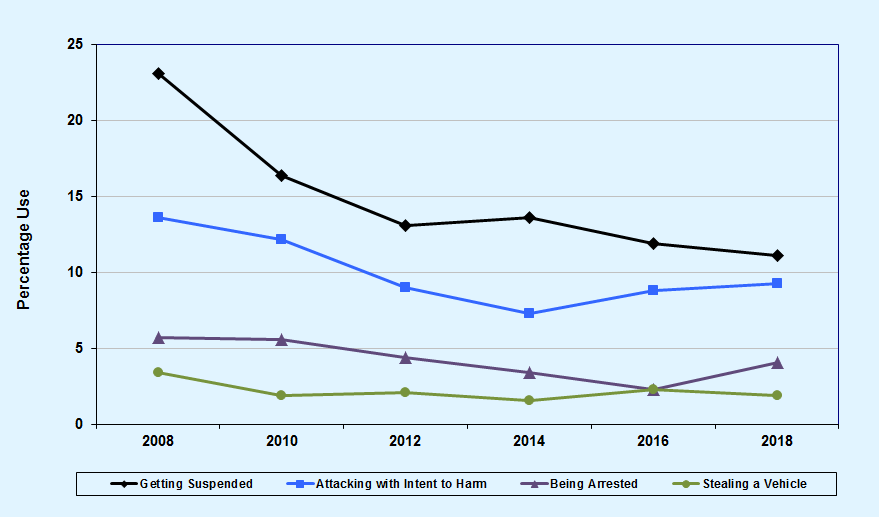 25
20
15
10
5
0
Percentage Use
2008 2010 2012 2014 2016 2018
Getting Suspended Attacking with Intent to Harm Being Arrested Stealing a Vehicle